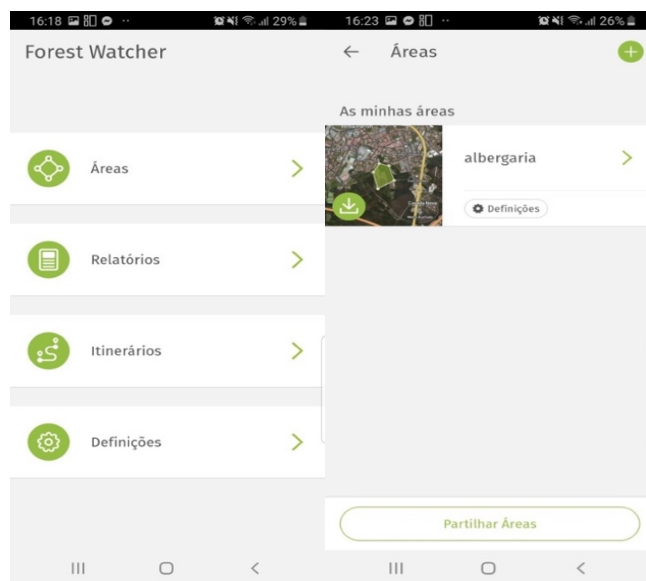 16:18
29%
Forest Watcher
Áreas
Relatórios
Itinerários
Definições
16:23
26%
Áreas
As minhas áreas
albergaria
Definições
Partilhar Áreas